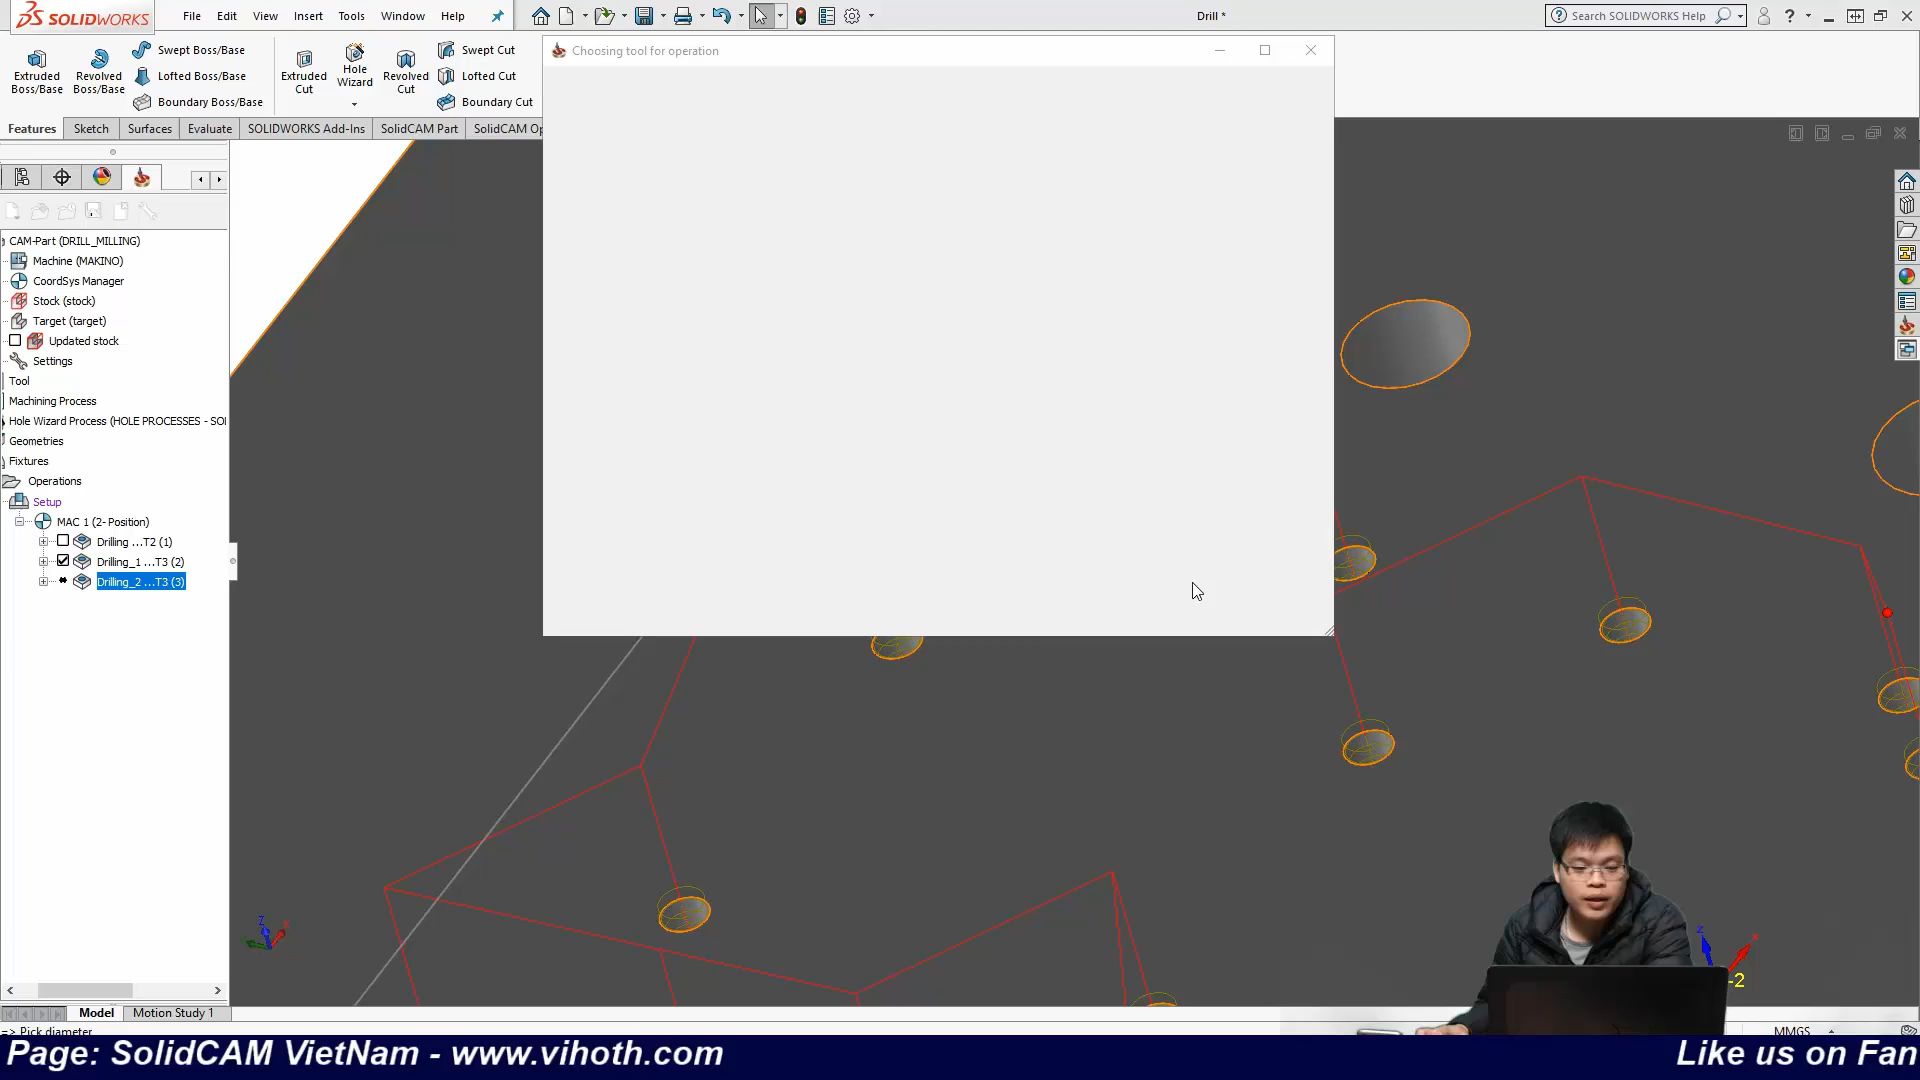 SOLIDWORKS
File
Edit
View
Insert
Tools
Window
Help
Drill *
Search SOLIDWORKS Help
Extruded Boss/Base
Revolved Boss/Base
Swept Boss/Base
Lofted Boss/Base
Boundary Boss/Base
Extruded Cut
Hole Wizard
Revolved Cut
Swept Cut
Lofted Cut
Boundary Cut
Choosing tool for operation
Features
Sketch
Surfaces
Evaluate
SOLIDWORKS Add-Ins
SolidCAM Part
SolidCAM Op
CAM-Part (DRILL_MILLING)
Machine (MAKINO)
CoordSys Manager
Stock (stock)
Target (target)
Updated stock
Settings
Tool
Machining Process
Hole Wizard Process (HOLE PROCESSES - SOI
Geometries
Fixtures
Operations
Setup
MAC 1 (2- Position)
Drilling ...T2 (1)
Drilling_1 ...T3 (2)
Drilling_2 ...T3 (3)
Z
X
Z
X
-2
Model
Motion Study 1
=> Pick diameter
MMGS
Page: SolidCAM VietNam - www.vihoth.com
Like us on Fan